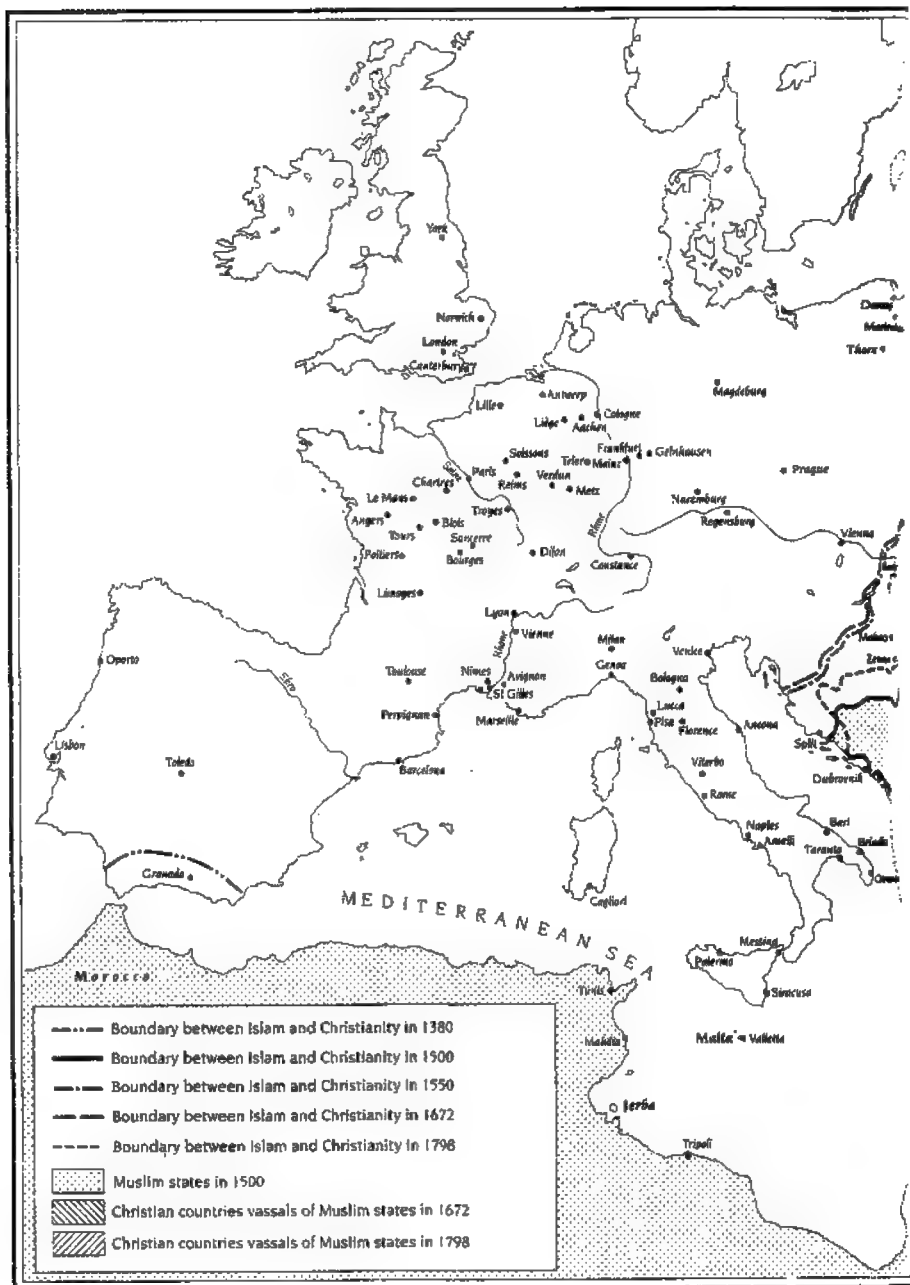 York
Norwich
London
Canterbury
Thorn
Magdeburg
Antwerp
Lille
Cologne
Liège
Aachen
Soissons
Trier
Mainz
Frankfurt
Gelnhausen
Seine
Paris
Reims
Verdun
Metz
Prague
Chartres
Le Mans
Nuremburg
Troyes
Regensburg
Angers
Blois
Tours
Sancerre
Bourges
Rhine
Vienna
Dijon
Constance
Poitiers
Limoges
Lyon
Vienne
Rhône
Milan
Venice
Oporto
Genoa
Toulouse
Nîmes
Avignon
Bologna
Ebro
St Gilles
Lucca
Perpignan
Marseille
Pisa
Florence
Ancona
Split
Lisbon
Toledo
Barcelona
Viterbo
Dubrovnik
Rome
Bari
Naples
Amalfi
Taranto
Granada
Cagliari
MEDITERRANEAN SEA
Messina
Palermo
Morocco
Tunis
Siracusa
Mahdia
Malta
Valletta
Jerba
Tripoli
Boundary between Islam and Christianity in 1380
Boundary between Islam and Christianity in 1500
Boundary between Islam and Christianity in 1550
Boundary between Islam and Christianity in 1672
Boundary between Islam and Christianity in 1798
Muslim states in 1500
Christian countries vassals of Muslim states in 1672
Christian countries vassals of Muslim states in 1798